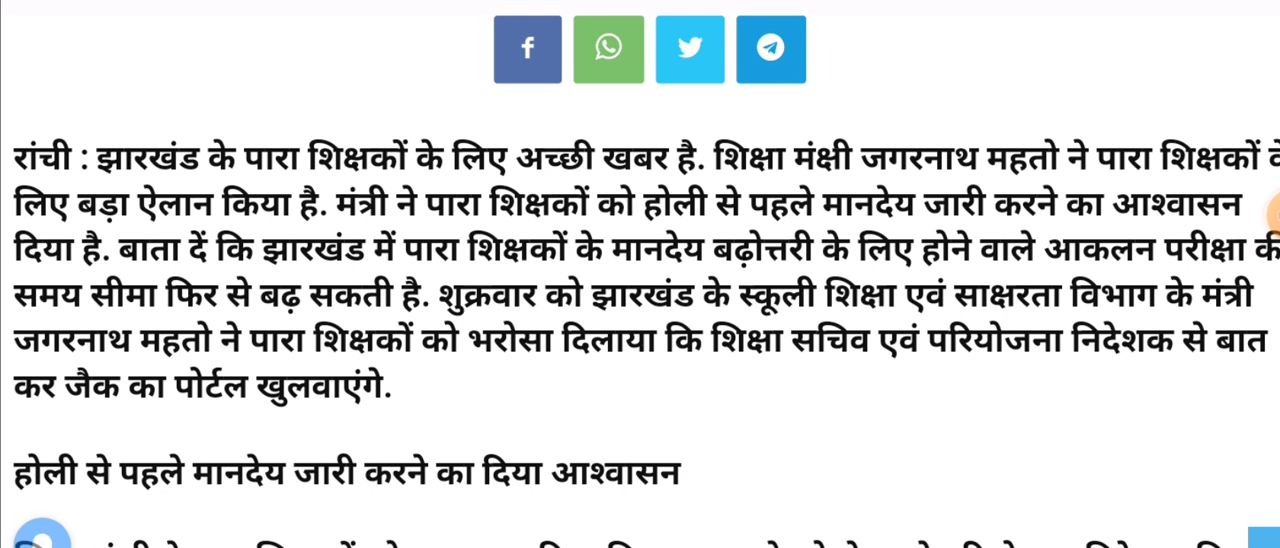 रांची : झारखंड के पारा शिक्षकों के लिए अच्छी खबर है. शिक्षा मंक्षी जगरनाथ महतो ने पारा शिक्षकों
लिए बड़ा ऐलान किया है. मंत्री ने पारा शिक्षकों को होली से पहले मानदेय जारी करने का आश्वासन
दिया है. बाता दें कि झारखंड में पारा शिक्षकों के मानदेय बढ़ोत्तरी के लिए होने वाले आकलन परीक्षा की
समय सीमा फिर से बढ़ सकती है. शुक्रवार को झारखंड के स्कूली शिक्षा एवं साक्षरता विभाग के मंत्री
जगरनाथ महतो ने पारा शिक्षकों को भरोसा दिलाया कि शिक्षा सचिव एवं परियोजना निदेशक से बात
कर जैक का पोर्टल खुलवाएंगे.
होली से पहले मानदेय जारी करने का दिया आश्वासन